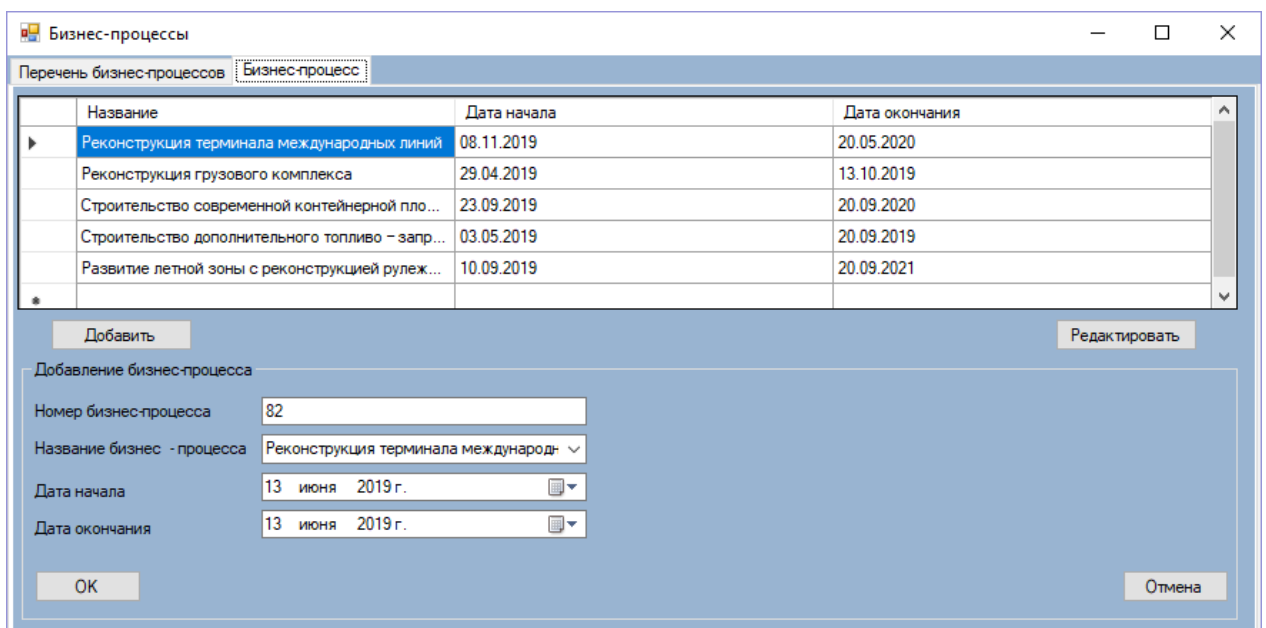 Бизнес-процессы
Перечень бизнес-процессов Бизнес-процесс
Название Дата начала Дата окончания
Реконструкция терминала международных линий 08.11.2019 20.05.2020
Реконструкция грузового комплекса 29.04.2019 13.10.2019
Строительство современной контейнерной пло... 23.09.2019 20.09.2020
Строительство дополнительного топливо – запр... 03.05.2019 20.09.2019
Развитие летной зоны с реконструкцией рулеж... 10.09.2019 20.09.2021
Добавить Редактировать
Добавление бизнес-процесса
Номер бизнес-процесса 82
Название бизнес - процесса Реконструкция терминала международн
Дата начала 13 июня 2019 г.
Дата окончания 13 июня 2019 г.
OK Отмена